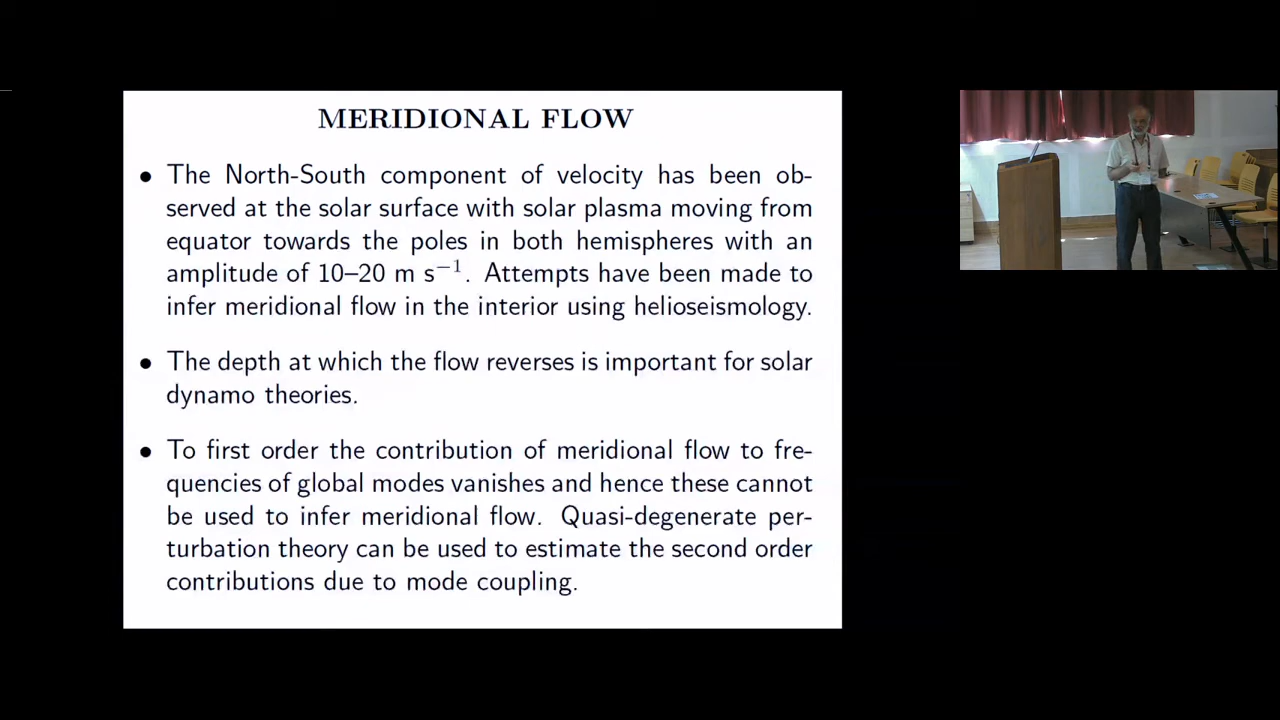 MERIDIONAL FLOW
• The North-South component of velocity has been ob-
served at the solar surface with solar plasma moving from
equator towards the poles in both hemispheres with an
amplitude of 10–20 m s⁻¹. Attempts have been made to
infer meridional flow in the interior using helioseismology.
• The depth at which the flow reverses is important for solar
dynamo theories.
• To first order the contribution of meridional flow to fre-
quencies of global modes vanishes and hence these cannot
be used to infer meridional flow. Quasi-degenerate per-
turbation theory can be used to estimate the second order
contributions due to mode coupling.